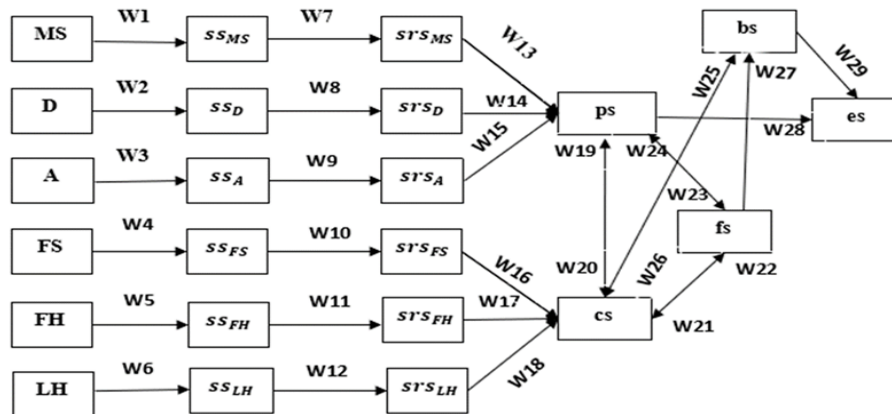 MS W1 ss_MS W7 srs_MS W13
D W2 ss_D W8 srs_D W14
A W3 ss_A W9 srs_A W15
FS W4 ss_FS W10 srs_FS W16
FH W5 ss_FH W11 srs_FH W17
LH W6 ss_LH W12 srs_LH W18
bs
W25 W27 W29
ps es
W19 W24 W28
W23
fs
W20 W26 W22
cs
W21